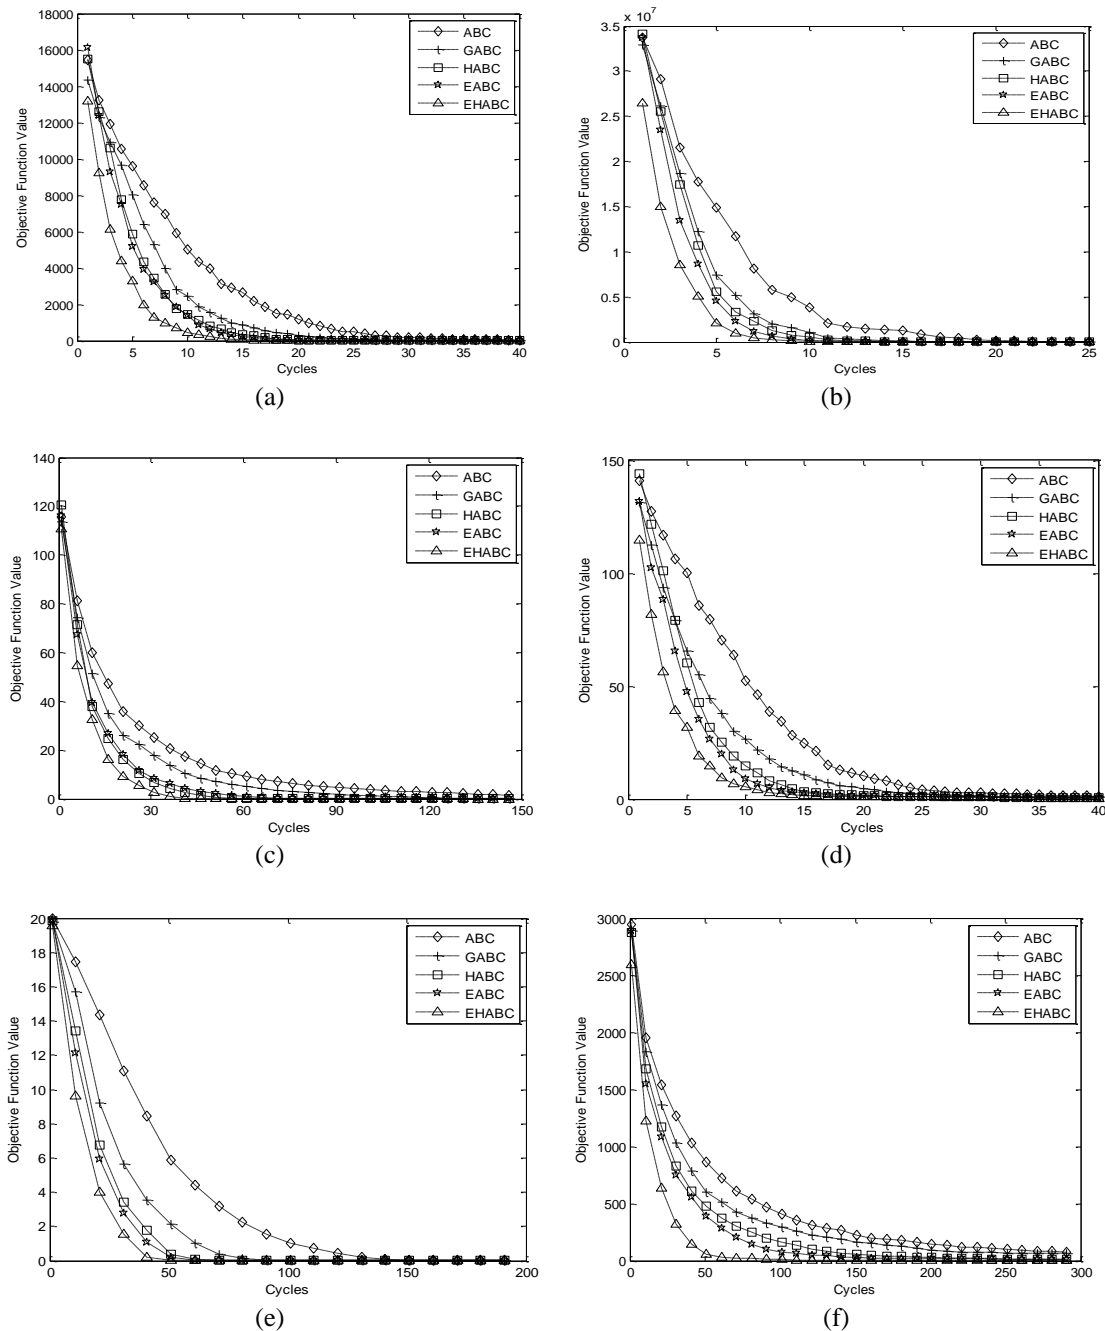 18000
16000
14000
12000
10000
8000
6000
4000
2000
0
0 5 10 15 20 25 30 35 40
Objective Function Value
Cycles
ABC
GABC
HABC
EABC
EHABC
(a)
x 10^7
3.5
3
2.5
2
1.5
1
0.5
0
0 5 10 15 20 25
Objective Function Value
Cycles
ABC
GABC
HABC
EABC
EHABC
(b)
140
120
100
80
60
40
20
0
0 30 60 90 120 150
Objective Function Value
Cycles
ABC
GABC
HABC
EABC
EHABC
(c)
150
100
50
0
0 5 10 15 20 25 30 35 40
Objective Function Value
Cycles
ABC
GABC
HABC
EABC
EHABC
(d)
20
18
16
14
12
10
8
6
4
2
0
0 50 100 150 200
Objective Function Value
Cycles
ABC
GABC
HABC
EABC
EHABC
(e)
3000
2500
2000
1500
1000
500
0
0 50 100 150 200 250 300
Objective Function Value
Cycles
ABC
GABC
HABC
EABC
EHABC
(f)